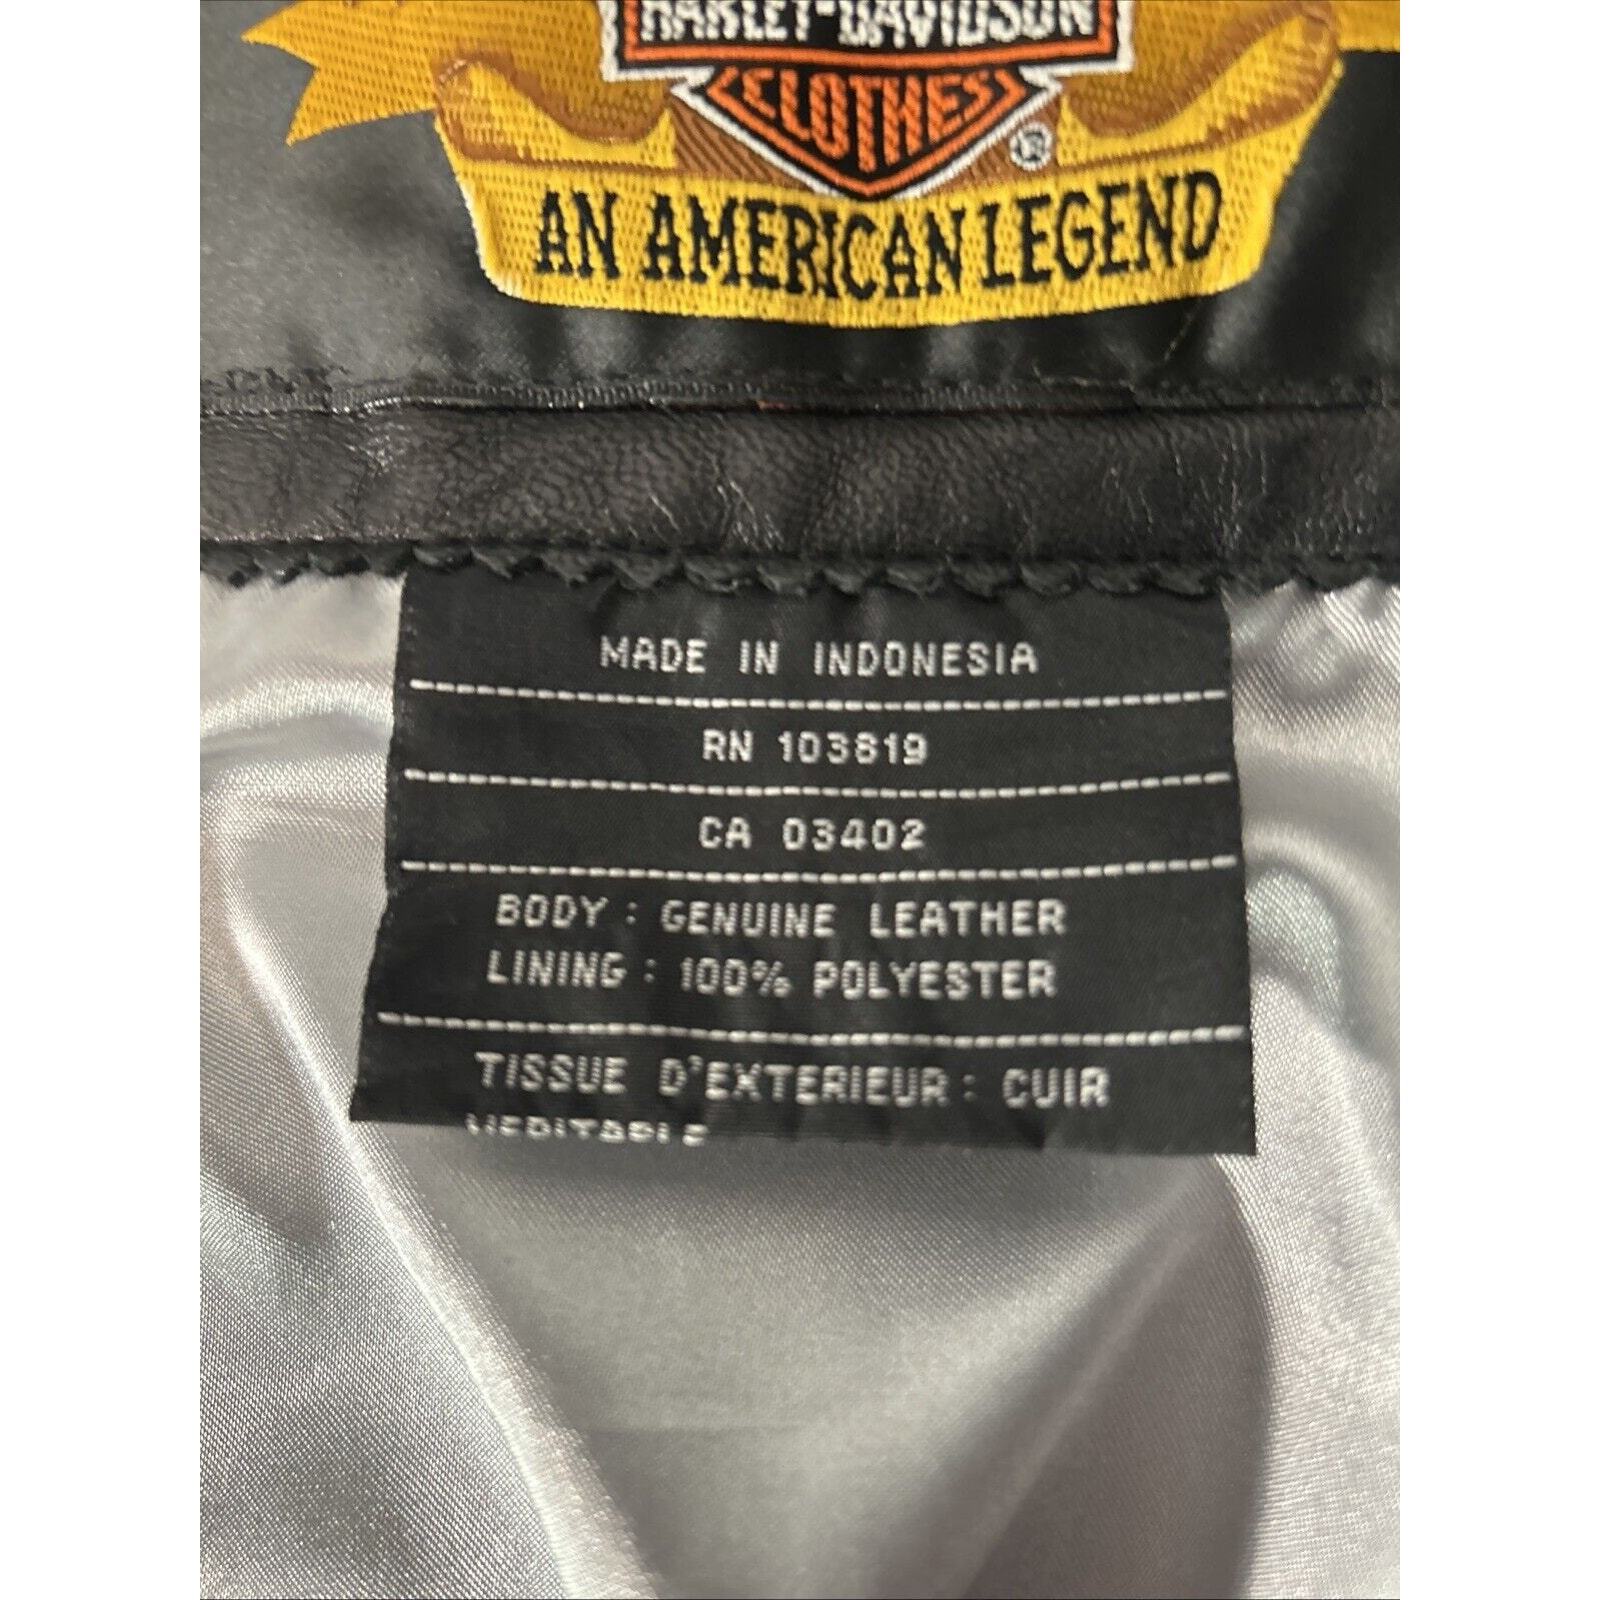 HARLEY-DAVIDSON
CLOTHES
®
AN AMERICAN LEGEND
MADE IN INDONESIA
RN 103819
CA 03402
BODY : GENUINE LEATHER
LINING : 100% POLYESTER
TISSUE D'EXTERIEUR : CUIR
VERITABLE